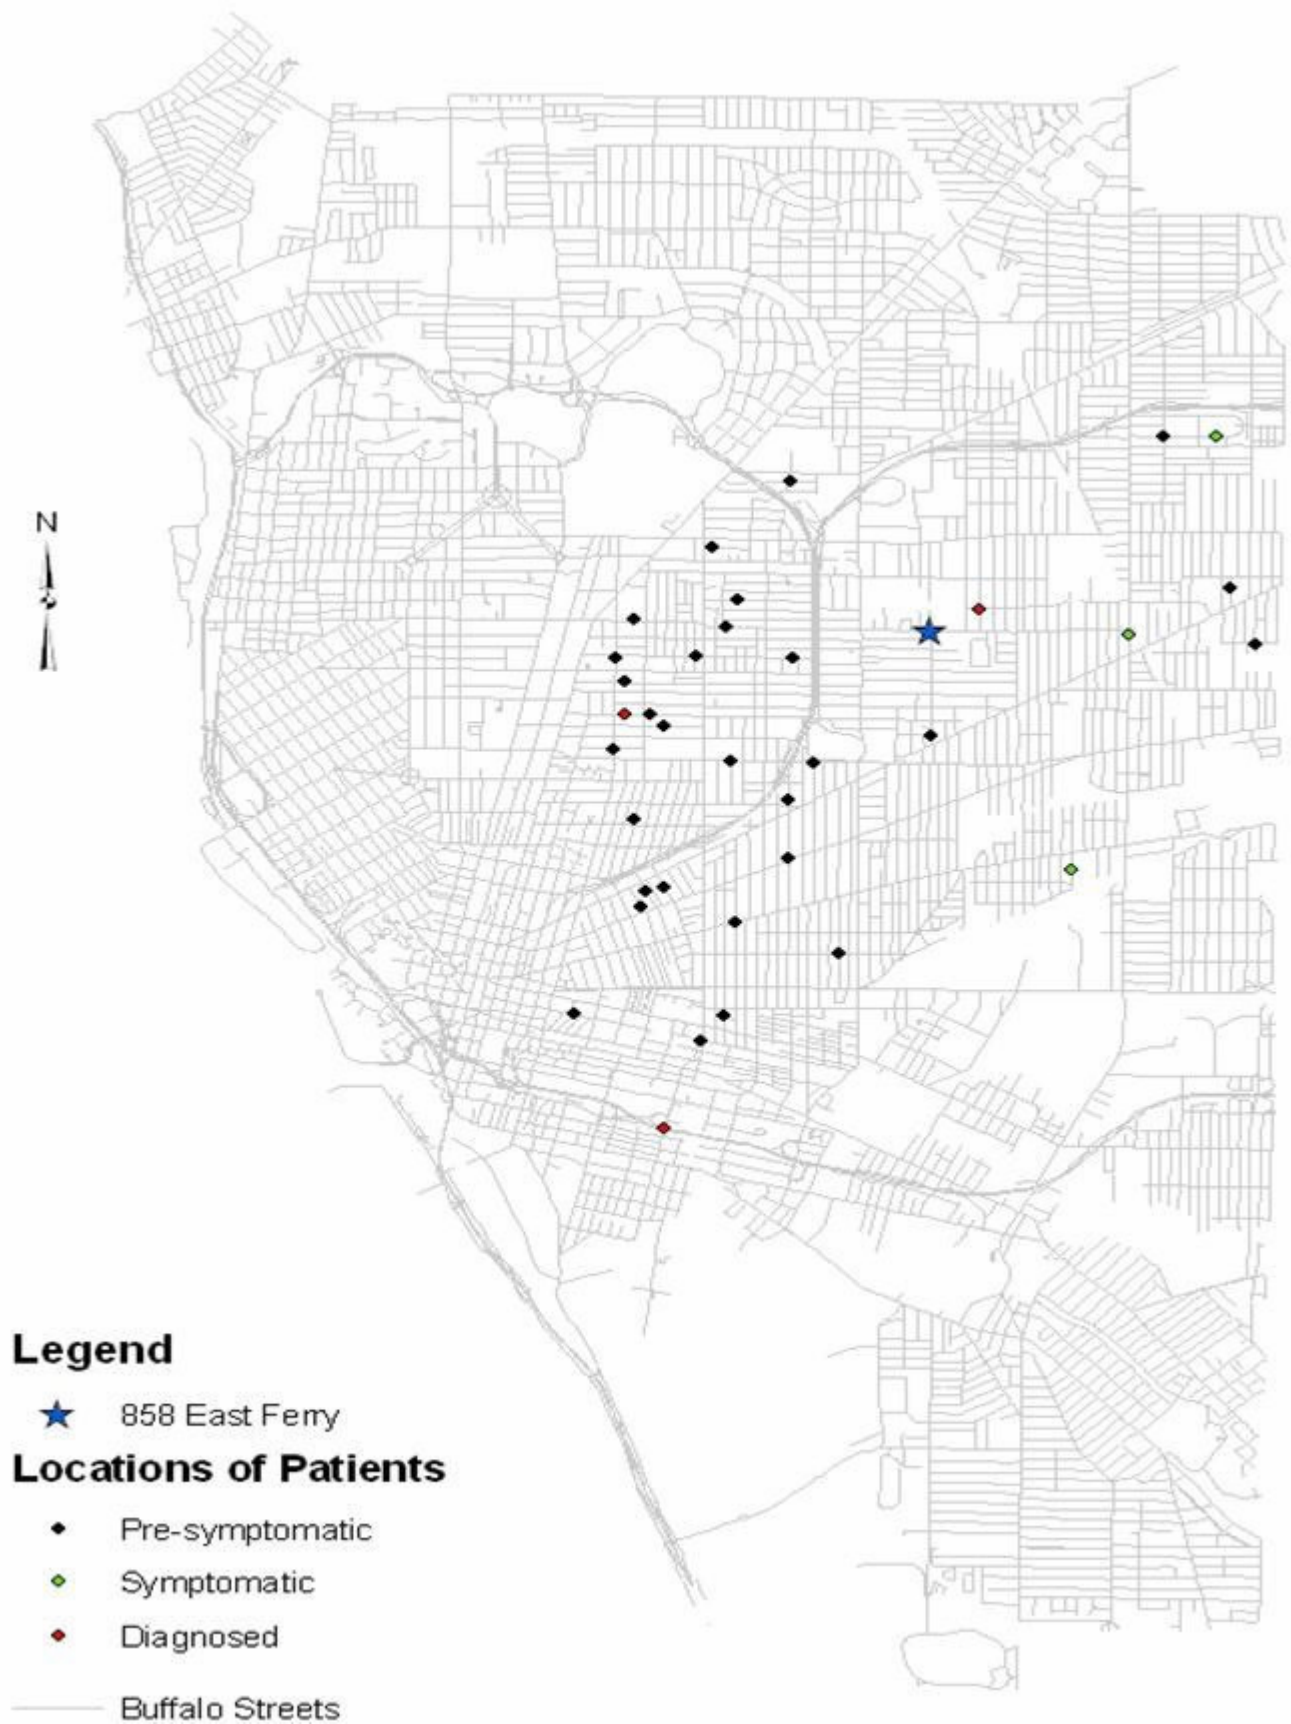 N
Legend
858 East Ferry
Locations of Patients
Pre-symptomatic
Symptomatic
Diagnosed
Buffalo Streets